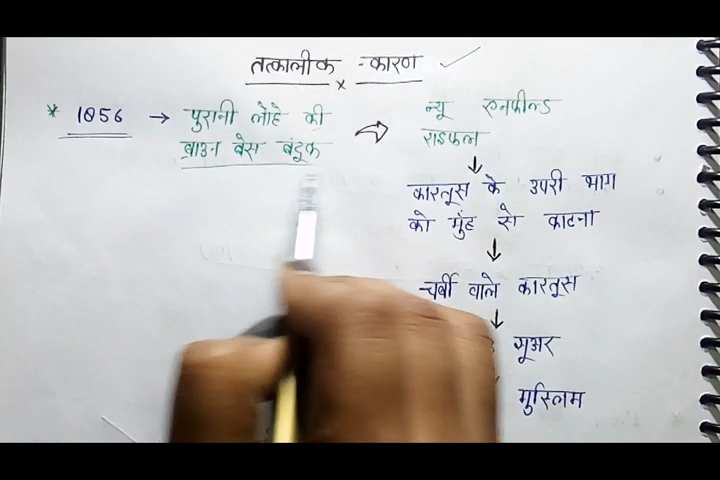 तत्कालीक - कारण ✓
×
* 1856 → पुरानी लोहे की
ब्राउन बेस बंदूक
न्यू एनफील्ड
राइफल
↓
कारतूस के उपरी भाग
को मुँह से काटना
↓
चर्बी वाले कारतूस
↓
सूअर
मुस्लिम